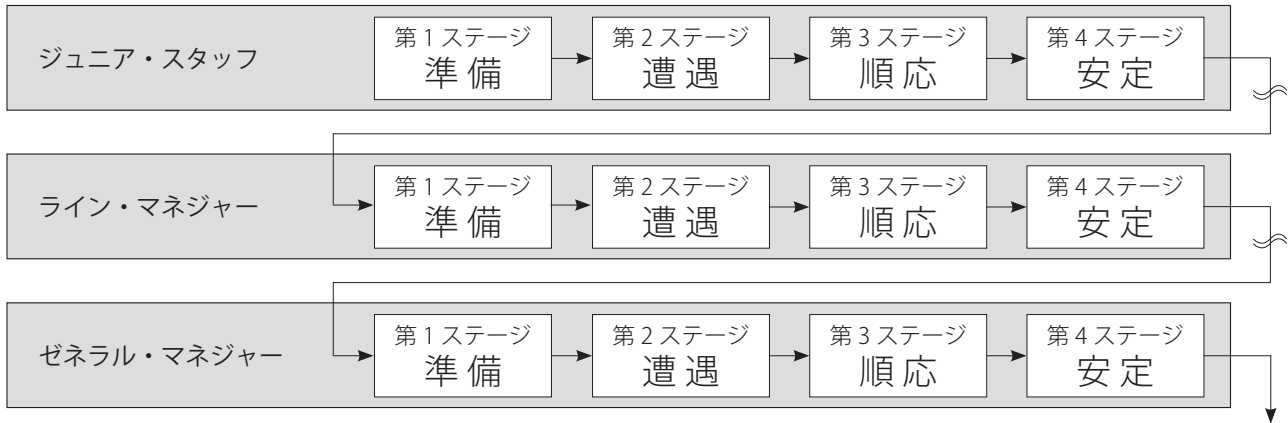 ジュニア・スタッフ
第1ステージ
準備
第2ステージ
遭遇
第3ステージ
順応
第4ステージ
安定
ライン・マネジャー
第1ステージ
準備
第2ステージ
遭遇
第3ステージ
順応
第4ステージ
安定
ゼネラル・マネジャー
第1ステージ
準備
第2ステージ
遭遇
第3ステージ
順応
第4ステージ
安定